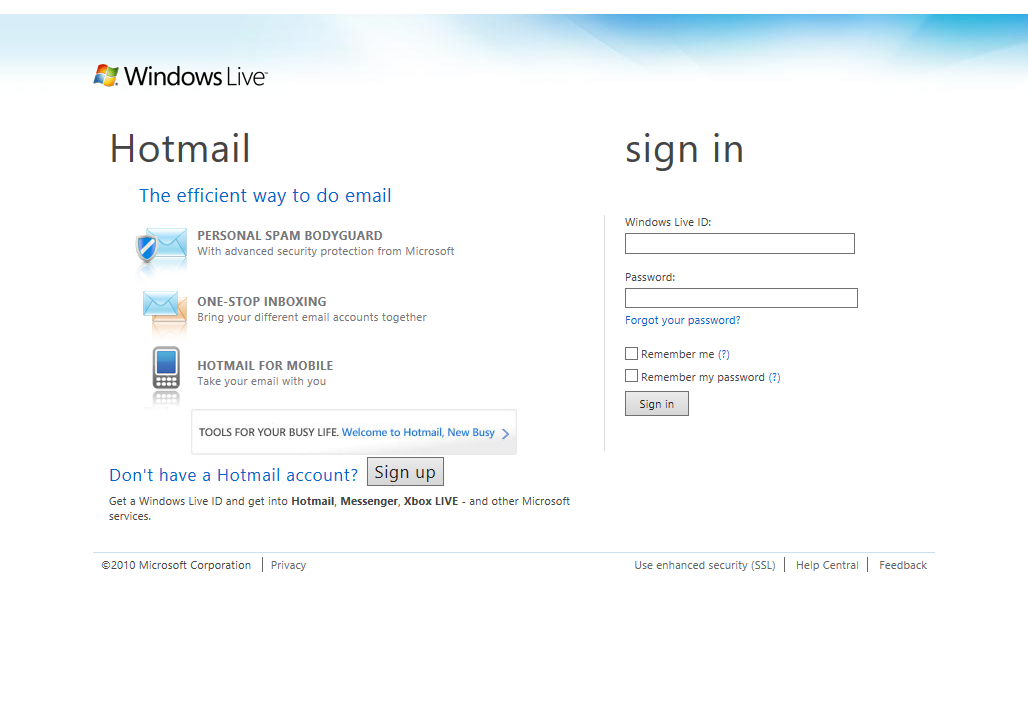 Windows Live
Hotmail
The efficient way to do email
PERSONAL SPAM BODYGUARD
With advanced security protection from Microsoft
ONE-STOP INBOXING
Bring your different email accounts together
HOTMAIL FOR MOBILE
Take your email with you
TOOLS FOR YOUR BUSY LIFE. Welcome to Hotmail, New Busy
Don't have a Hotmail account? Sign up
Get a Windows Live ID and get into Hotmail, Messenger, Xbox LIVE - and other Microsoft
services.
sign in
Windows Live ID:
Password:
Forgot your password?
Remember me (?)
Remember my password (?)
Sign in
©2010 Microsoft Corporation | Privacy
Use enhanced security (SSL) | Help Central | Feedback